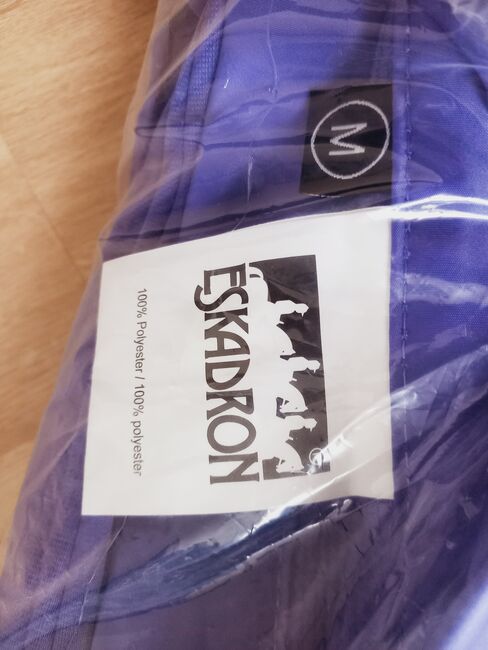 M
ESKADRON
100% Polyester / 100% polyester